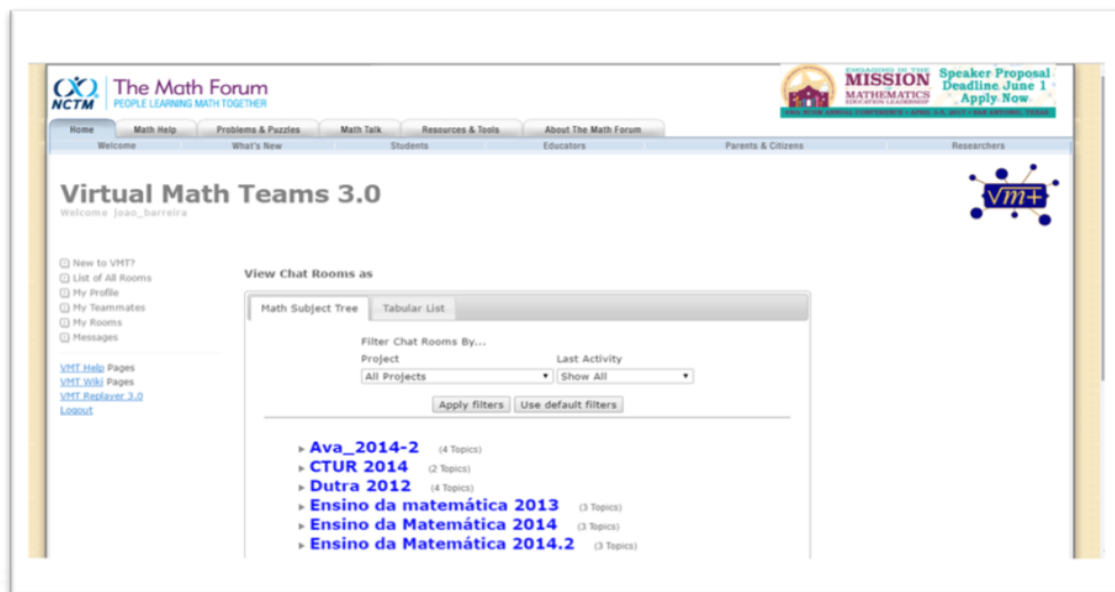 The Math Forum
NCTM PEOPLE LEARNING MATH TOGETHER
ENGAGING IN THE
MISSION
MATHEMATICS
EDUCATION LEADERSHIP
Speaker Proposal
Deadline June 1
Apply Now
Home Math Help Problems & Puzzles Math Talk Resources & Tools About The Math Forum
Welcome What's New Students Educators Parents & Citizens Researchers
Virtual Math Teams 3.0
Welcome joao_barreira
√m+
New to VMT?
List of All Rooms
My Profile
My Teammates
My Rooms
Messages
VMT Help Pages
VMT Wiki Pages
VMT Replayer 3.0
Logout
View Chat Rooms as
Math Subject Tree Tabular List
Filter Chat Rooms By...
Project Last Activity
All Projects Show All
Apply filters Use default filters
Ava_2014-2 (4 Topics)
CTUR 2014 (2 Topics)
Dutra 2012 (4 Topics)
Ensino da matemática 2013 (3 Topics)
Ensino da Matemática 2014 (3 Topics)
Ensino da Matemática 2014.2 (3 Topics)